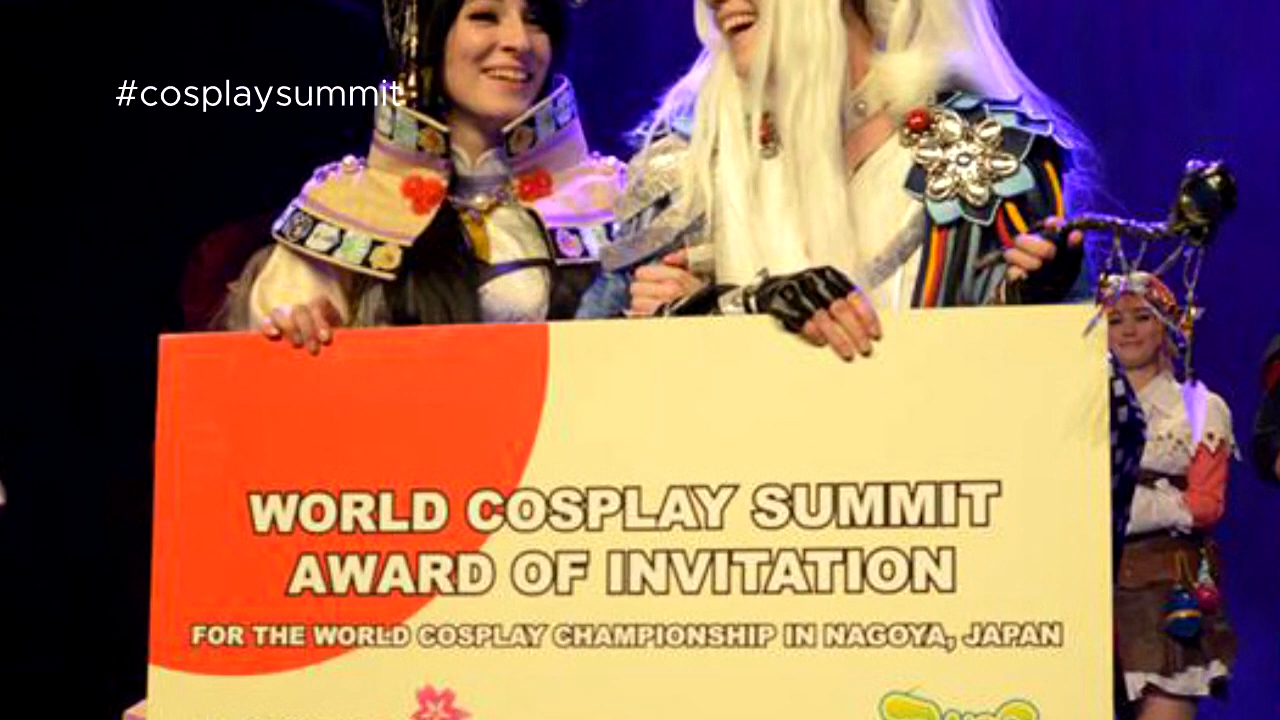 #cosplaysummit
WORLD COSPLAY SUMMIT
AWARD OF INVITATION
FOR THE WORLD COSPLAY CHAMPIONSHIP IN NAGOYA, JAPAN